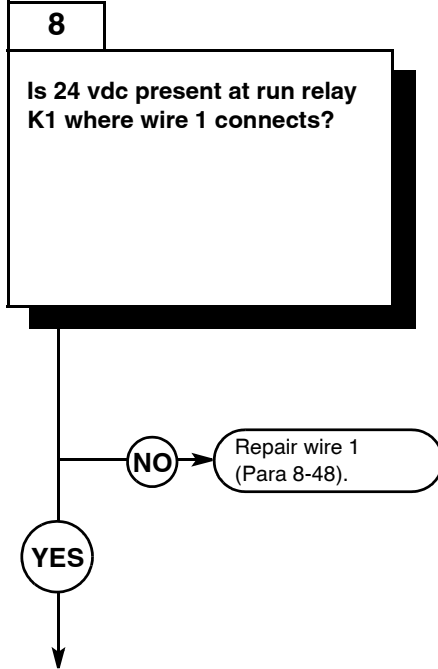 8
Is 24 vdc present at run relay
K1 where wire 1 connects?
NO
Repair wire 1
(Para 8-48).
YES